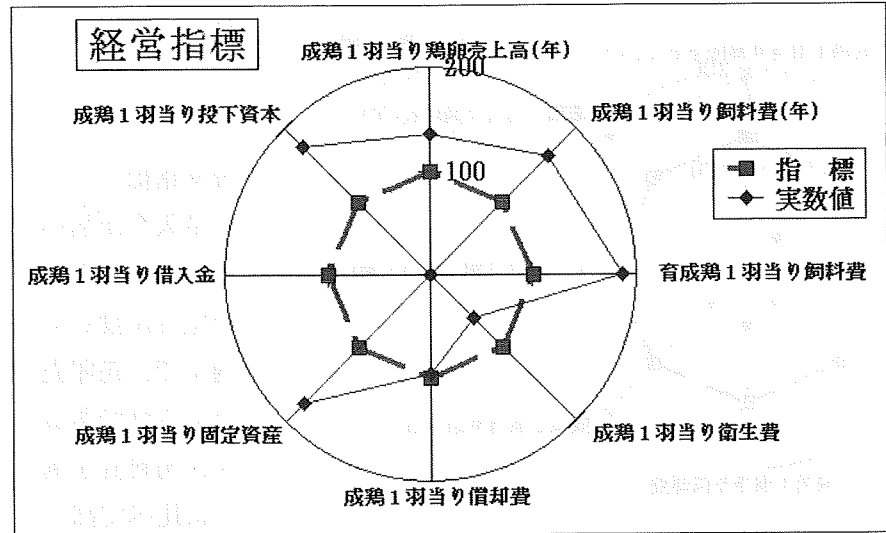 経営指標
成鶏1羽当り鶏卵売上高(年)
200
成鶏1羽当り投下資本
成鶏1羽当り飼料費(年)
100
指 標
実数値
成鶏1羽当り借入金
育成鶏1羽当り飼料費
成鶏1羽当り固定資産
成鶏1羽当り衛生費
成鶏1羽当り償却費